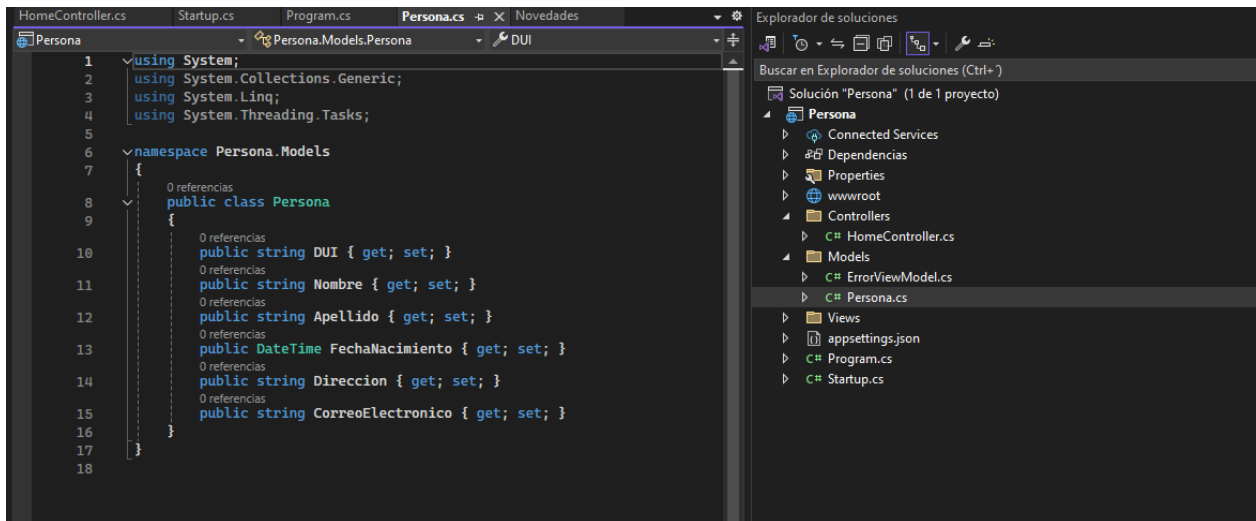 HomeController.cs Startup.cs Program.cs Persona.cs Novedades
Persona Persona.Models.Persona DUI
1 using System;
2 using System.Collections.Generic;
3 using System.Linq;
4 using System.Threading.Tasks;
5
6 namespace Persona.Models
7 {
0 referencias
8 public class Persona
9 {
0 referencias
10 public string DUI { get; set; }
0 referencias
11 public string Nombre { get; set; }
0 referencias
12 public string Apellido { get; set; }
0 referencias
13 public DateTime FechaNacimiento { get; set; }
0 referencias
14 public string Direccion { get; set; }
0 referencias
15 public string CorreoElectronico { get; set; }
16 }
17 }
18
Explorador de soluciones
Buscar en Explorador de soluciones (Ctrl+´)
Solución "Persona" (1 de 1 proyecto)
Persona
Connected Services
Dependencias
Properties
wwwroot
Controllers
C# HomeController.cs
Models
C# ErrorViewModel.cs
C# Persona.cs
Views
appsettings.json
C# Program.cs
C# Startup.cs